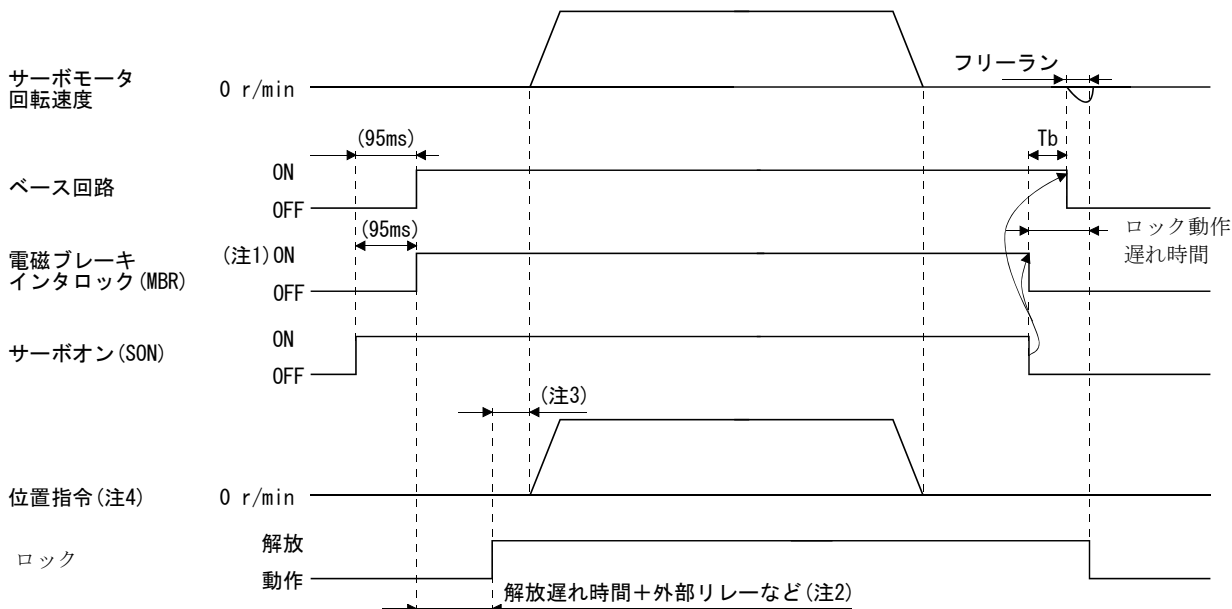 フリーラン
サーボモータ
回転速度
0 r/min
(95ms)
Tb
ON
ベース回路
OFF
(95ms)
ロック動作
遅れ時間
電磁ブレーキ
インタロック(MBR)
(注1)ON
OFF
ON
サーボオン(SON)
OFF
(注3)
位置指令(注4)
0 r/min
解放
ロック
動作
解放遅れ時間+外部リレーなど(注2)